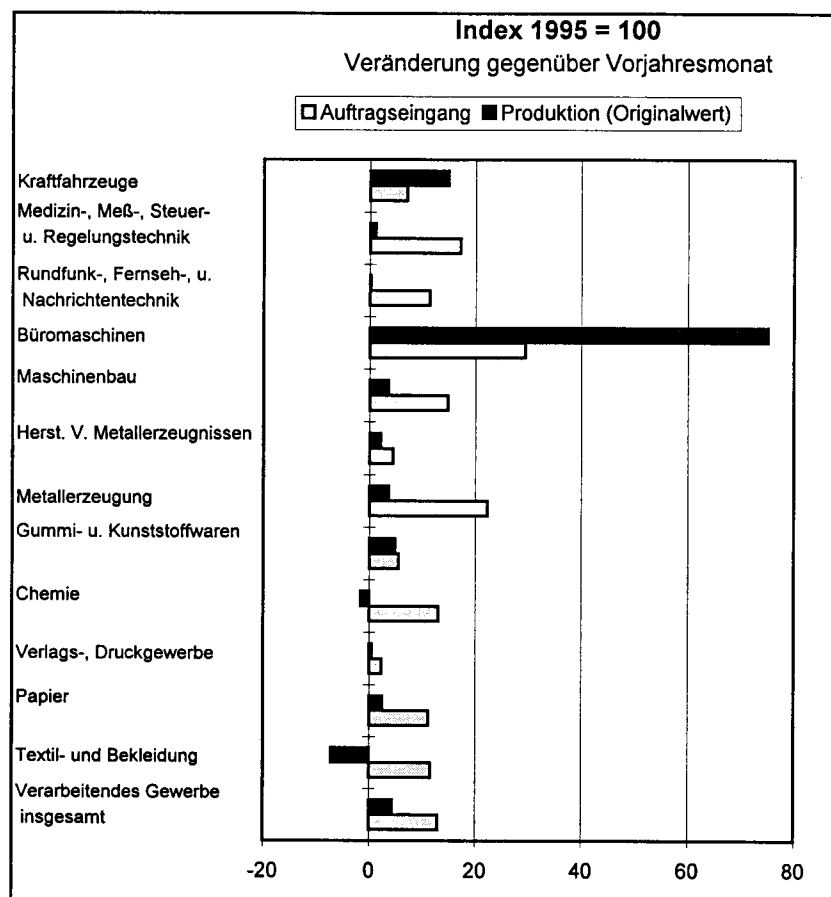 Index 1995 = 100
Veränderung gegenüber Vorjahresmonat
Auftragseingang Produktion (Originalwert)
Kraftfahrzeuge
Medizin-, Meß-, Steuer-
u. Regelungstechnik
Rundfunk-, Fernseh-, u.
Nachrichtentechnik
Büromaschinen
Maschinenbau
Herst. V. Metallerzeugnissen
Metallerzeugung
Gummi- u. Kunststoffwaren
Chemie
Verlags-, Druckgewerbe
Papier
Textil- und Bekleidung
Verarbeitendes Gewerbe
insgesamt
-20 0 20 40 60 80